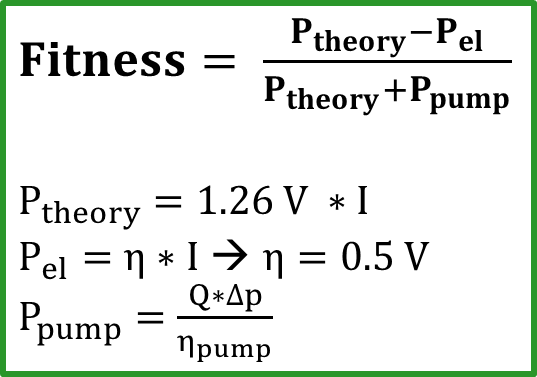 Fitness = (P_theory−P_el)/(P_theory+P_pump)
P_theory = 1.26 V * I
P_el = η * I → η = 0.5 V
P_pump = (Q*Δp)/(η_pump)